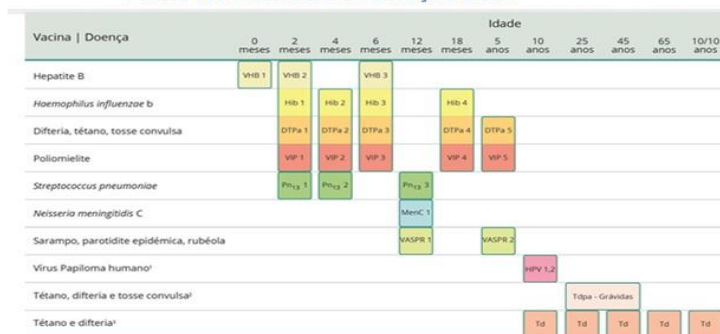 Idade
Vacina | Doença
0 meses 2 meses 4 meses 6 meses 12 meses 18 meses 5 anos 10 anos 25 anos 45 anos 65 anos 10/10
Hepatite B VHB 1 VHB 2 VHB 3
Haemophilus influenzae b Hib 1 Hib 2 Hib 3 Hib 4
Difteria, tétano, tosse convulsa DTPa 1 DTPa 2 DTPa 3 DTPa 4 DTPa 5
Poliomielite VIP 1 VIP 2 VIP 3 VIP 4 VIP 5
Streptococcus pneumoniae Pn₁₃ 1 Pn₁₃ 2 Pn₁₃ 3
Neisseria meningitidis C MenC 1
Sarampo, parotidite epidémica, rubéola VASPR 1 VASPR 2
Vírus Papiloma humano¹ HPV 1,2
Tétano, difteria e tosse convulsa² Tdpa - Grávidas
Tétano e difteria³ Td Td Td Td Td